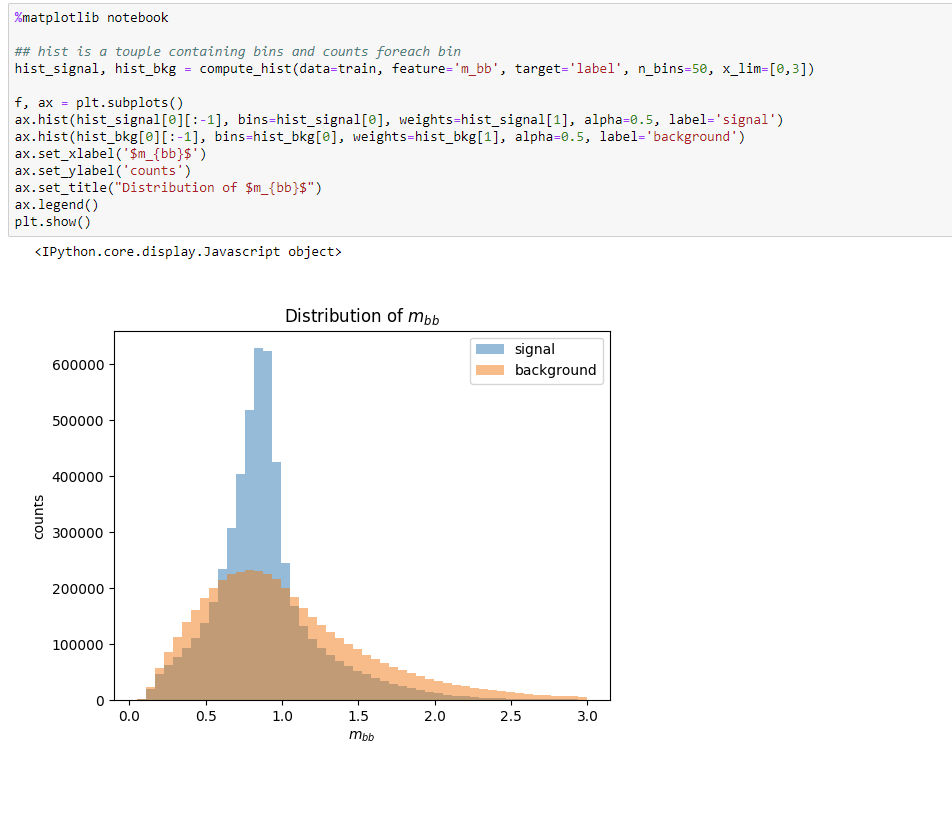 %matplotlib notebook
## hist is a touple containing bins and counts foreach bin
hist_signal, hist_bkg = compute_hist(data=train, feature='m_bb', target='label', n_bins=50, x_lim=[0,3])
f, ax = plt.subplots()
ax.hist(hist_signal[0][:-1], bins=hist_signal[0], weights=hist_signal[1], alpha=0.5, label='signal')
ax.hist(hist_bkg[0][:-1], bins=hist_bkg[0], weights=hist_bkg[1], alpha=0.5, label='background')
ax.set_xlabel('$m_{bb}$')
ax.set_ylabel('counts')
ax.set_title("Distribution of $m_{bb}$")
ax.legend()
plt.show()
<IPython.core.display.Javascript object>
Distribution of m_bb
signal
background
600000
500000
400000
300000
200000
100000
0
counts
0.0 0.5 1.0 1.5 2.0 2.5 3.0
m_bb